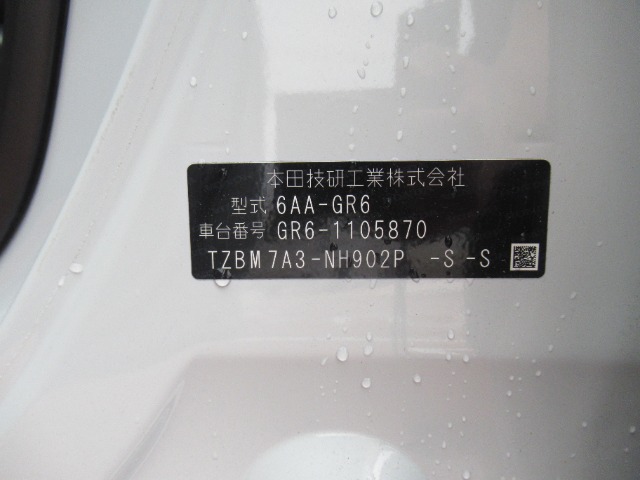 本田技研工業株式会社
型式 6AA-GR6
車台番号 GR6-1105870
TZBM7A3-NH902P -S-S